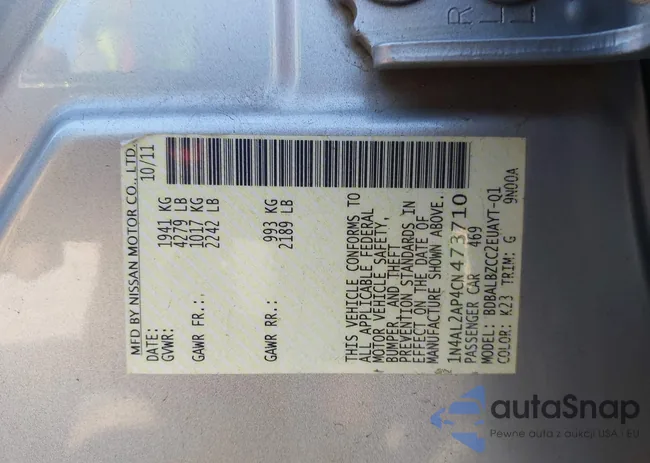 MFD BY NISSAN MOTOR CO., LTD.
DATE: 10/11
GVWR: 1941 KG
4279 LB
GAWR FR.: 1017 KG
2242 LB
GAWR RR.: 993 KG
2189 LB
THIS VEHICLE CONFORMS TO
ALL APPLICABLE FEDERAL
MOTOR VEHICLE SAFETY,
BUMPER, AND THEFT
PREVENTION STANDARDS IN
EFFECT ON THE DATE OF
MANUFACTURE SHOWN ABOVE.
1N4AL2AP4CN473710
PASSENGER CAR 469
MODEL: BDBALBZCCZEUAYT-Q1
COLOR: K23 TRIM: G 9N00A
R L
L L
autaSnap
Pewne auta z aukcji USA i EU